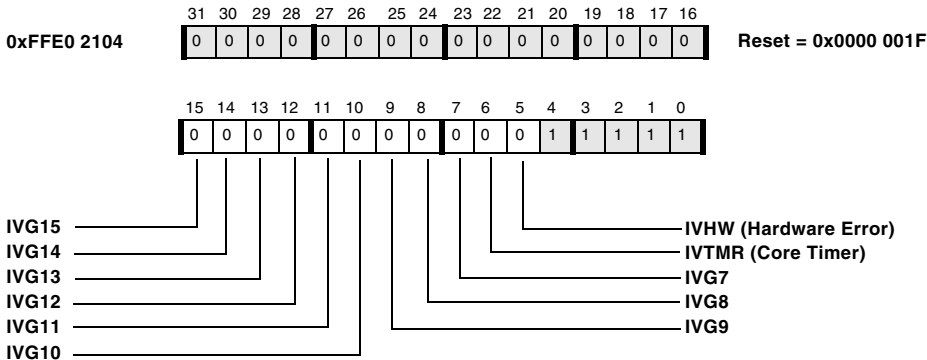 31 30 29 28 27 26 25 24 23 22 21 20 19 18 17 16
0xFFE0 2104 0 0 0 0 0 0 0 0 0 0 0 0 0 0 0 0 Reset = 0x0000 001F
15 14 13 12 11 10 9 8 7 6 5 4 3 2 1 0
0 0 0 0 0 0 0 0 0 0 0 1 1 1 1 1
IVG15 IVHW (Hardware Error)
IVG14 IVTMR (Core Timer)
IVG13 IVG7
IVG12 IVG8
IVG11 IVG9
IVG10